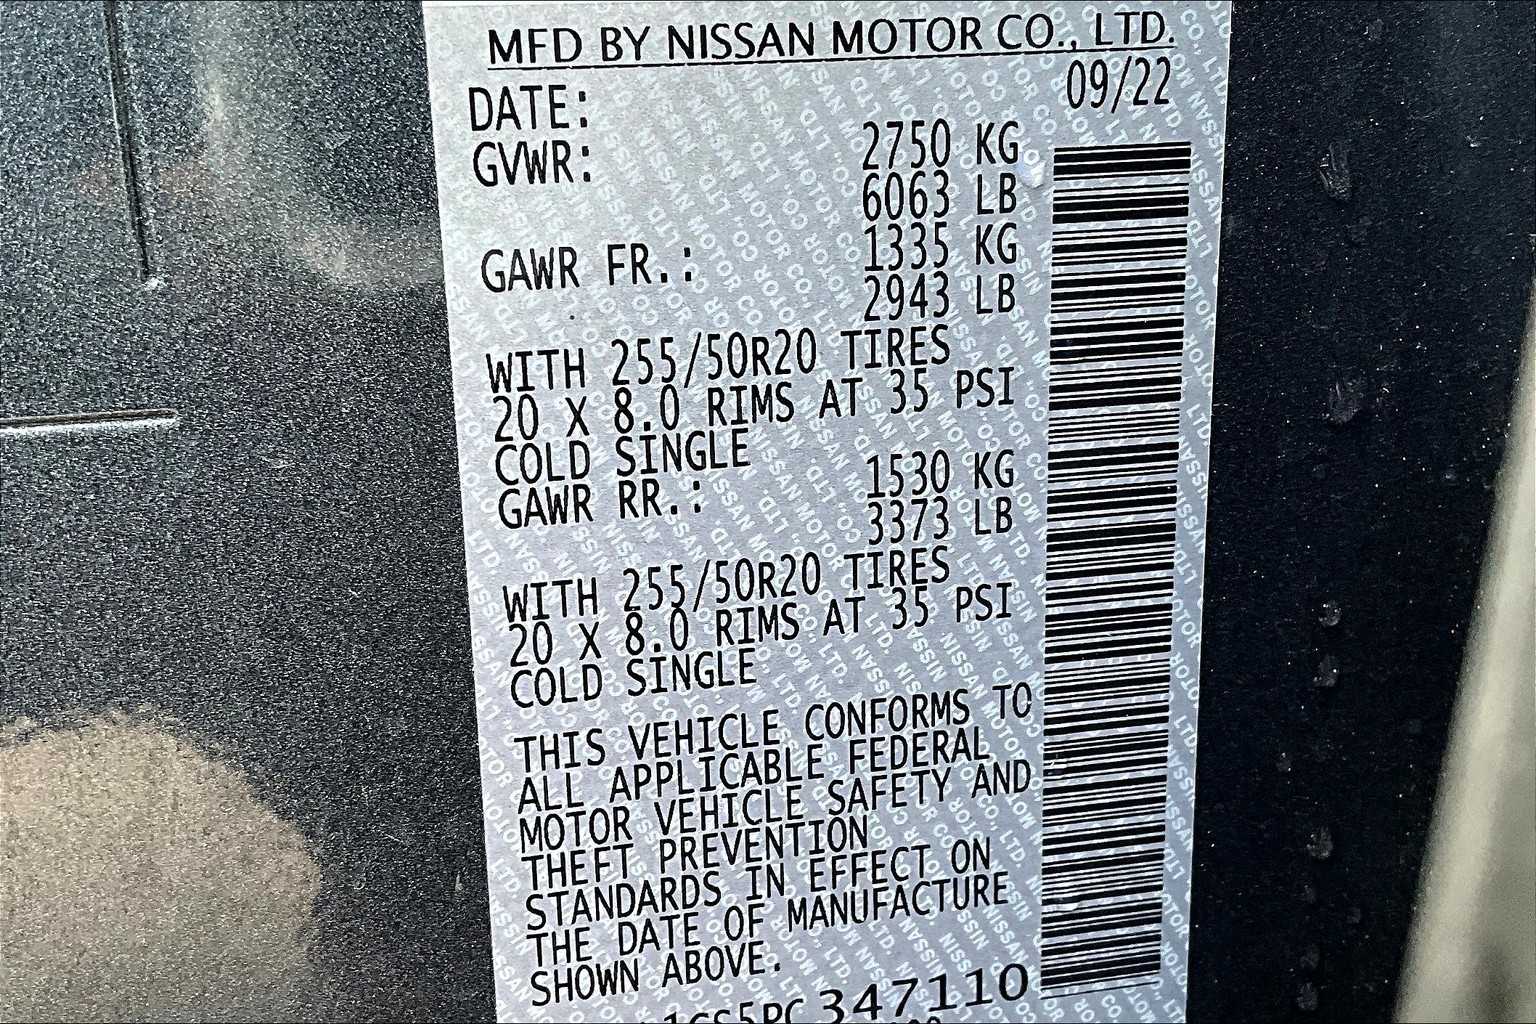 MFD BY NISSAN MOTOR CO., LTD.
DATE: 09/22
GVWR: 2750 KG
6063 LB
GAWR FR.: 1335 KG
2943 LB
WITH 255/50R20 TIRES
20 X 8.0 RIMS AT 35 PSI
COLD SINGLE
GAWR RR.: 1530 KG
3373 LB
WITH 255/50R20 TIRES
20 X 8.0 RIMS AT 35 PSI
COLD SINGLE
THIS VEHICLE CONFORMS TO
ALL APPLICABLE FEDERAL
MOTOR VEHICLE SAFETY AND
THEFT PREVENTION
STANDARDS IN EFFECT ON
THE DATE OF MANUFACTURE
SHOWN ABOVE.
347110